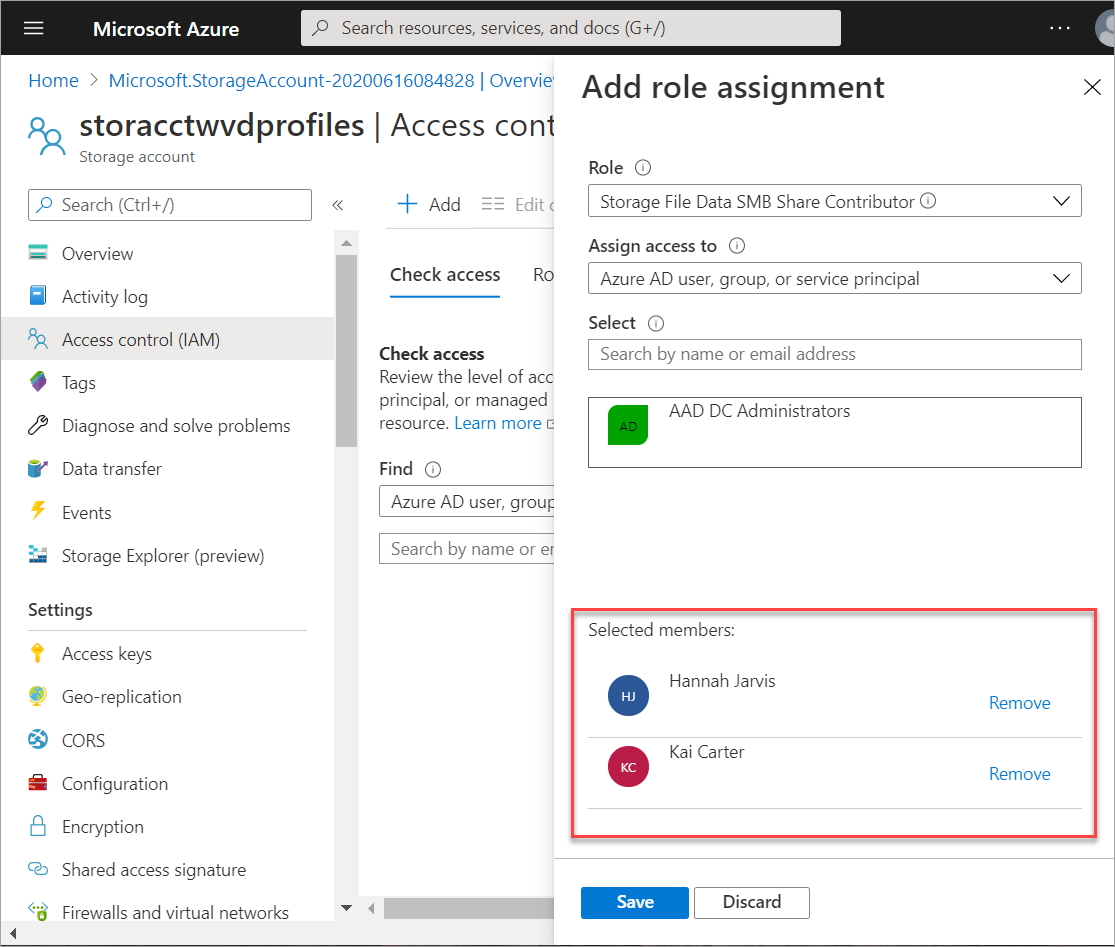 Microsoft Azure
Search resources, services, and docs (G+/)
Home > Microsoft.StorageAccount-20200616084828 | Overvie
storacctwvdprofiles | Access cont
Storage account
Search (Ctrl+/)
Overview
Activity log
Access control (IAM)
Tags
Diagnose and solve problems
Data transfer
Events
Storage Explorer (preview)
Settings
Access keys
Geo-replication
CORS
Configuration
Encryption
Shared access signature
Firewalls and virtual networks
Add
Edit c
Check access
Ro
Check access
Review the level of acc
principal, or managed
resource. Learn more
Find
Azure AD user, group
Search by name or er
Add role assignment
Role
Storage File Data SMB Share Contributor
Assign access to
Azure AD user, group, or service principal
Select
Search by name or email address
AD
AAD DC Administrators
Selected members:
HJ
Hannah Jarvis
Remove
KC
Kai Carter
Remove
Save
Discard